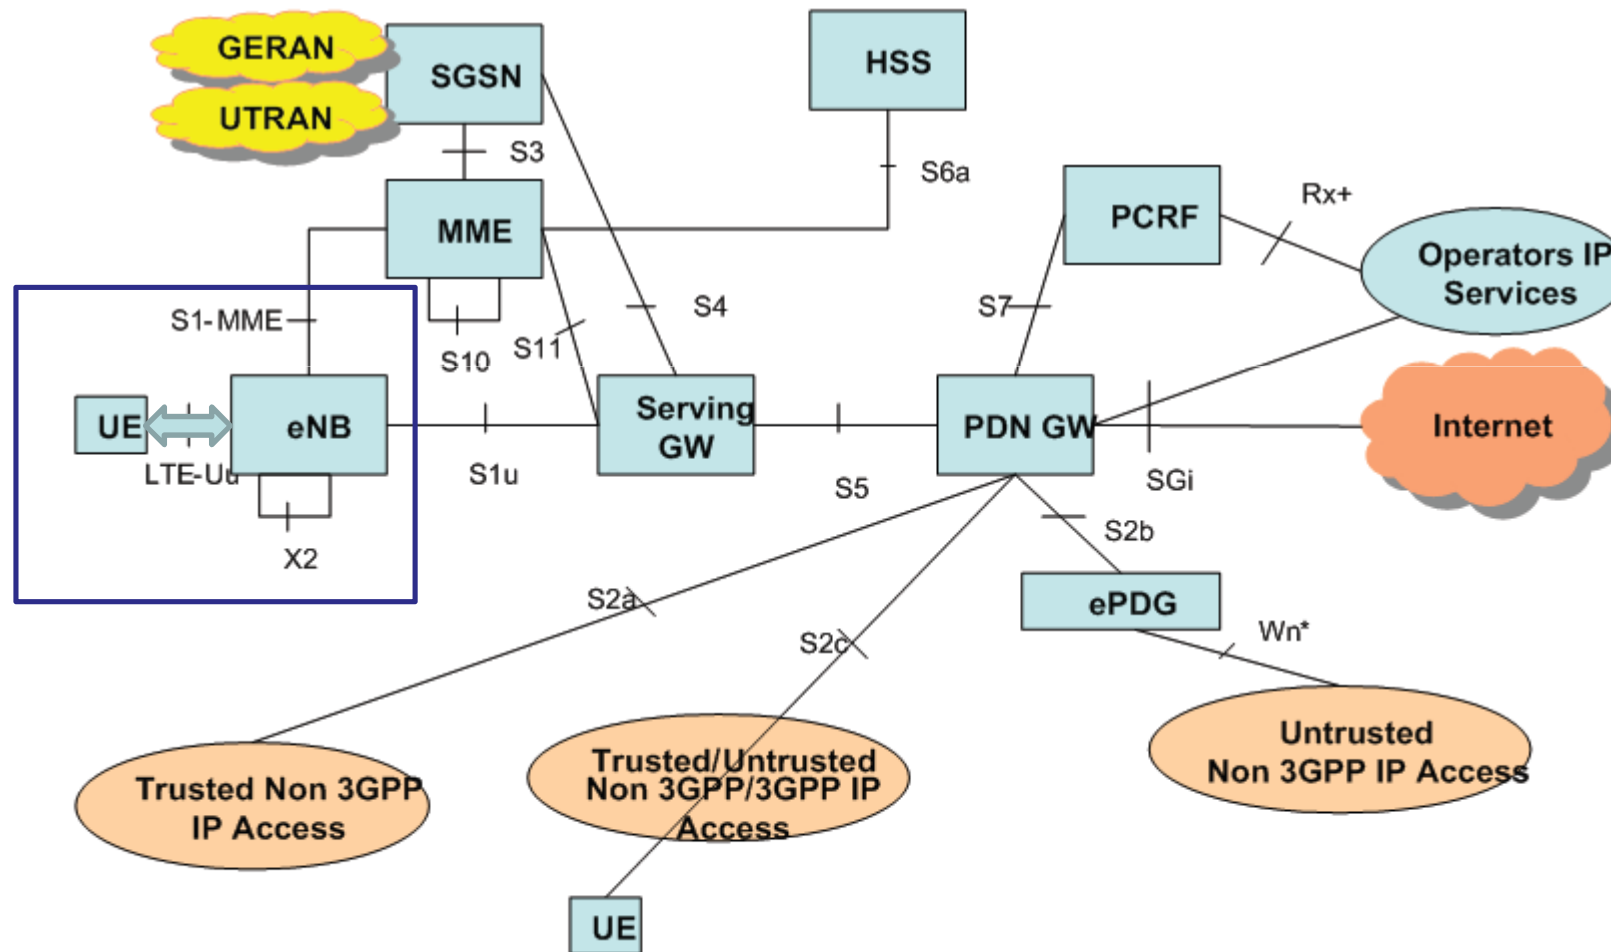 GERAN
UTRAN
SGSN
HSS
S3
S6a
MME
PCRF
Rx+
Operators IP
Services
S1-MME
S10
S11
S4
S7
UE
eNB
Serving
GW
PDN GW
Internet
LTE-Uu
S1u
S5
SGi
X2
S2b
S2a
S2c
ePDG
Wn*
Trusted Non 3GPP
IP Access
Trusted/Untrusted
Non 3GPP/3GPP IP
Access
Untrusted
Non 3GPP IP Access
UE